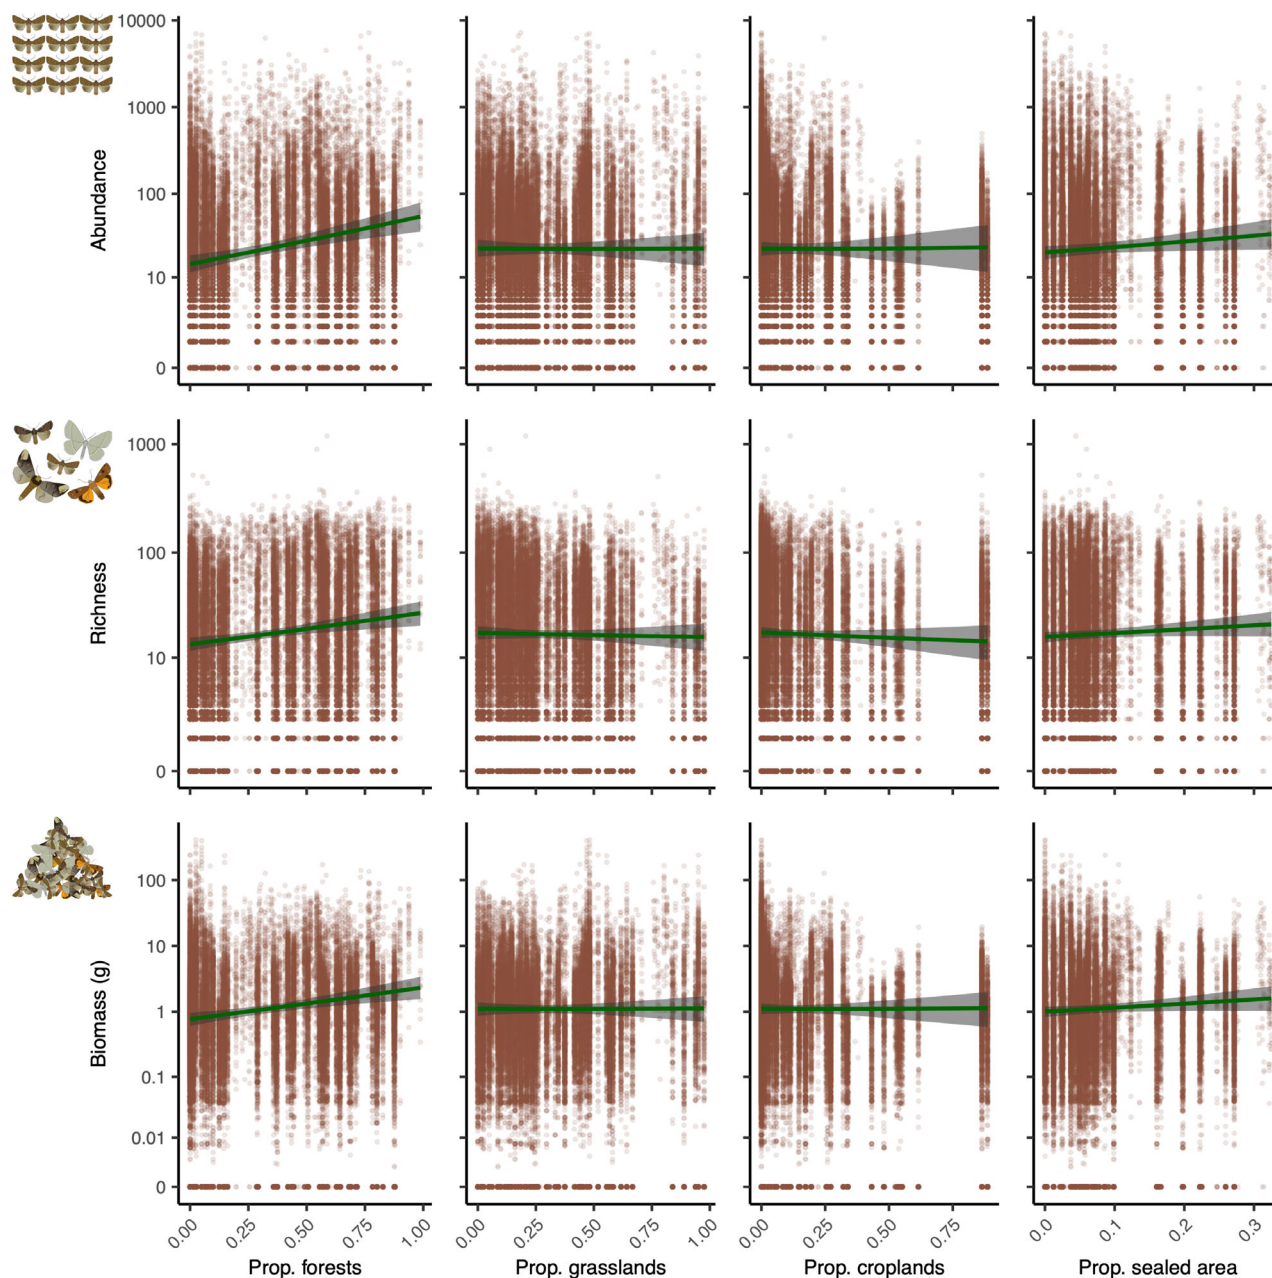 10000
1000
100
10
0
Abundance
1000
100
10
0
Richness
100
10
1
0.1
0.01
0
Biomass (g)
0.00 0.25 0.50 0.75 1.00
0.00 0.25 0.50 0.75 1.00
0.00 0.25 0.50 0.75
0.0 0.1 0.2 0.3
Prop. forests
Prop. grasslands
Prop. croplands
Prop. sealed area